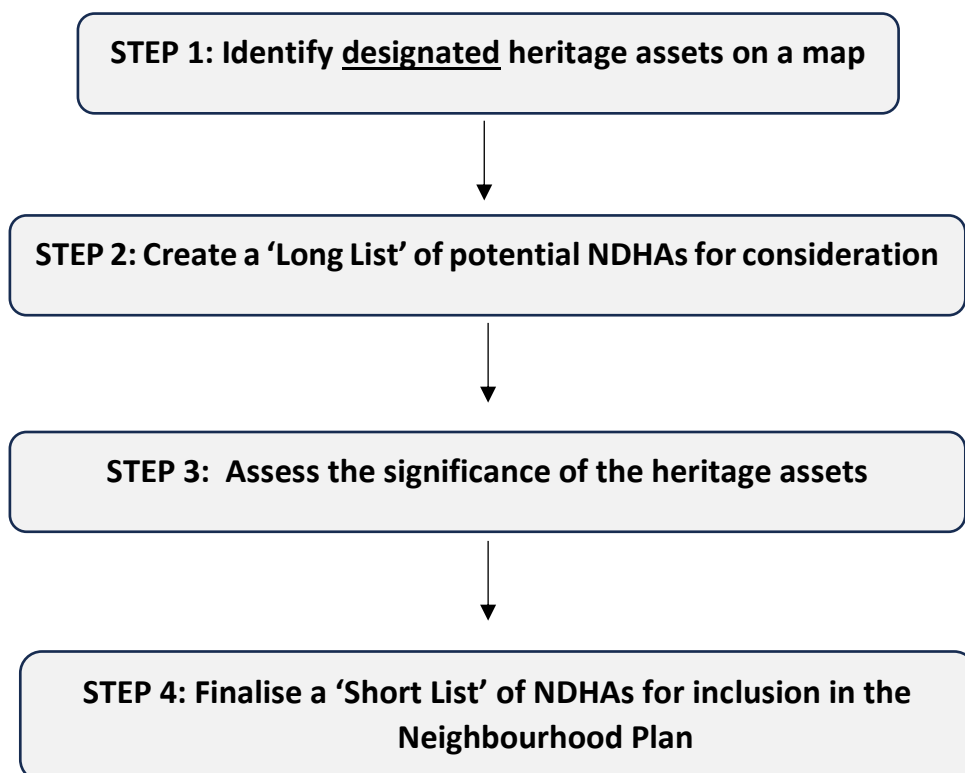 STEP 1: Identify designated heritage assets on a map
STEP 2: Create a ‘Long List’ of potential NDHAs for consideration
STEP 3:  Assess the significance of the heritage assets
STEP 4: Finalise a ‘Short List’ of NDHAs for inclusion in the
Neighbourhood Plan